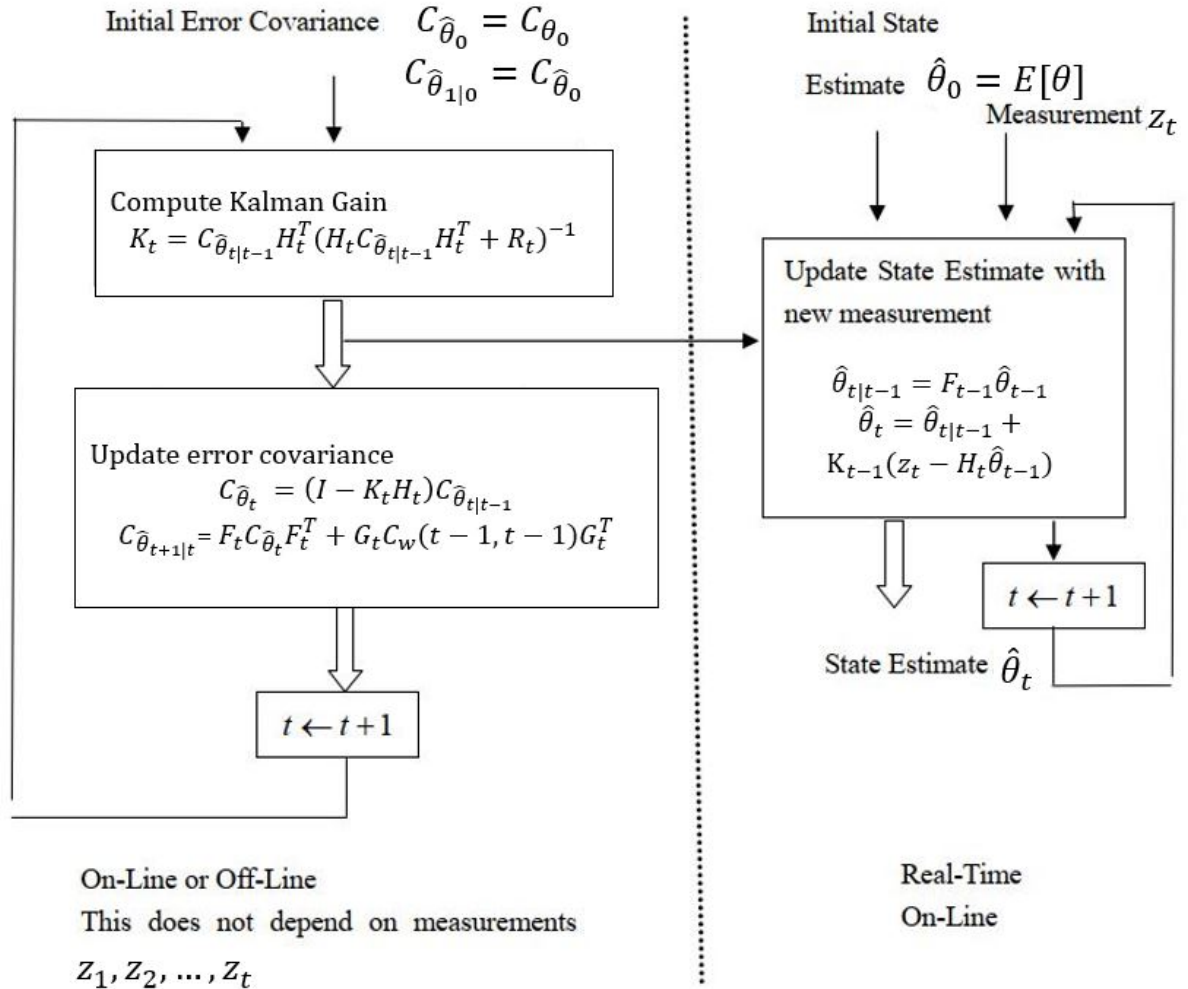 Initial Error Covariance $C_{\hat{\theta}_0} = C_{\theta_0}$
$C_{\hat{\theta}_{1|0}} = C_{\hat{\theta}_0}$
Compute Kalman Gain
$K_t = C_{\hat{\theta}_{t|t-1}} H_t^T (H_t C_{\hat{\theta}_{t|t-1}} H_t^T + R_t)^{-1}$
Update error covariance
$C_{\hat{\theta}_t} = (I - K_t H_t) C_{\hat{\theta}_{t|t-1}}$
$C_{\hat{\theta}_{t+1|t}} = F_t C_{\hat{\theta}_t} F_t^T + G_t C_w(t-1, t-1) G_t^T$
$t \leftarrow t+1$
On-Line or Off-Line
This does not depend on measurements
$z_1, z_2, \ldots, z_t$
Initial State
Estimate $\hat{\theta}_0 = E[\theta]$
Measurement $z_t$
Update State Estimate with
new measurement
$\hat{\theta}_{t|t-1} = F_{t-1} \hat{\theta}_{t-1}$
$\hat{\theta}_t = \hat{\theta}_{t|t-1} +$
$\mathrm{K}_{t-1}(z_t - H_t \hat{\theta}_{t-1})$
$t \leftarrow t+1$
State Estimate $\hat{\theta}_t$
Real-Time
On-Line